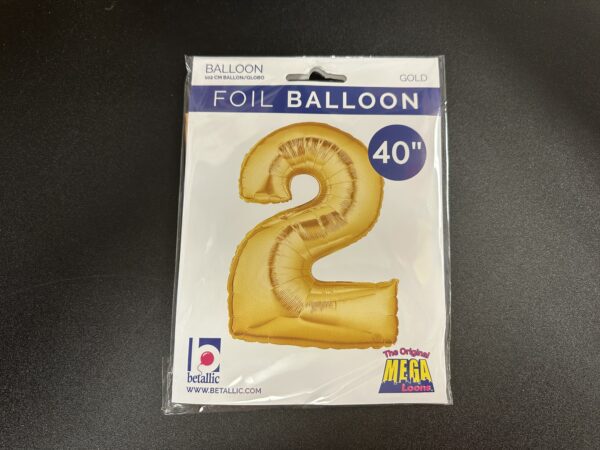 BALLOON
102 CM BALLON/GLOBO
GOLD
FOIL BALLOON
40"
2
b
betallic
WWW.BETALLIC.COM
The Original
MEGA
Loons